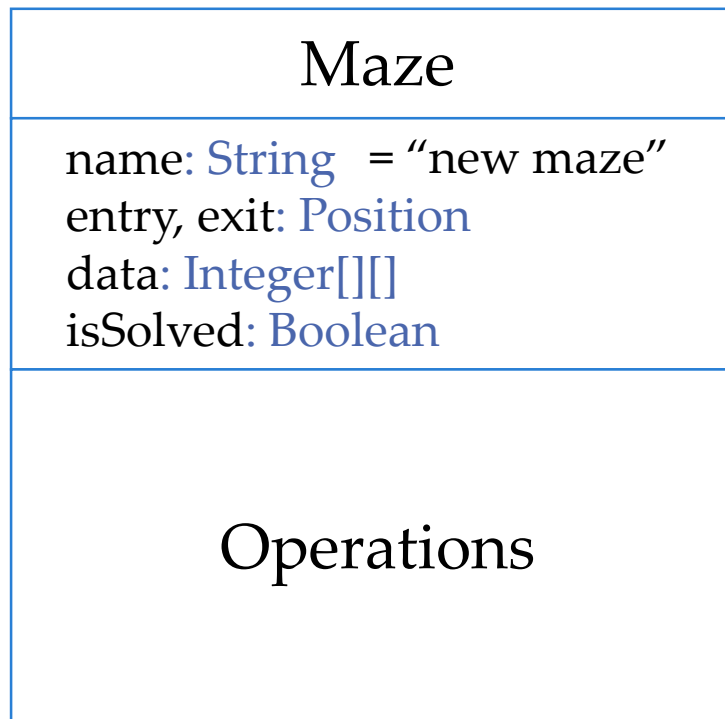 Maze
name: String = “new maze”
entry, exit: Position
data: Integer[][]
isSolved: Boolean
Operations